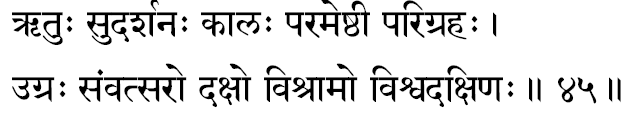 ऋतुः सुदर्शनः कालः परमेष्ठी परिग्रहः ।
उग्रः संवत्सरो दक्षो विश्रामो विश्वदक्षिणः ॥ ४५ ॥